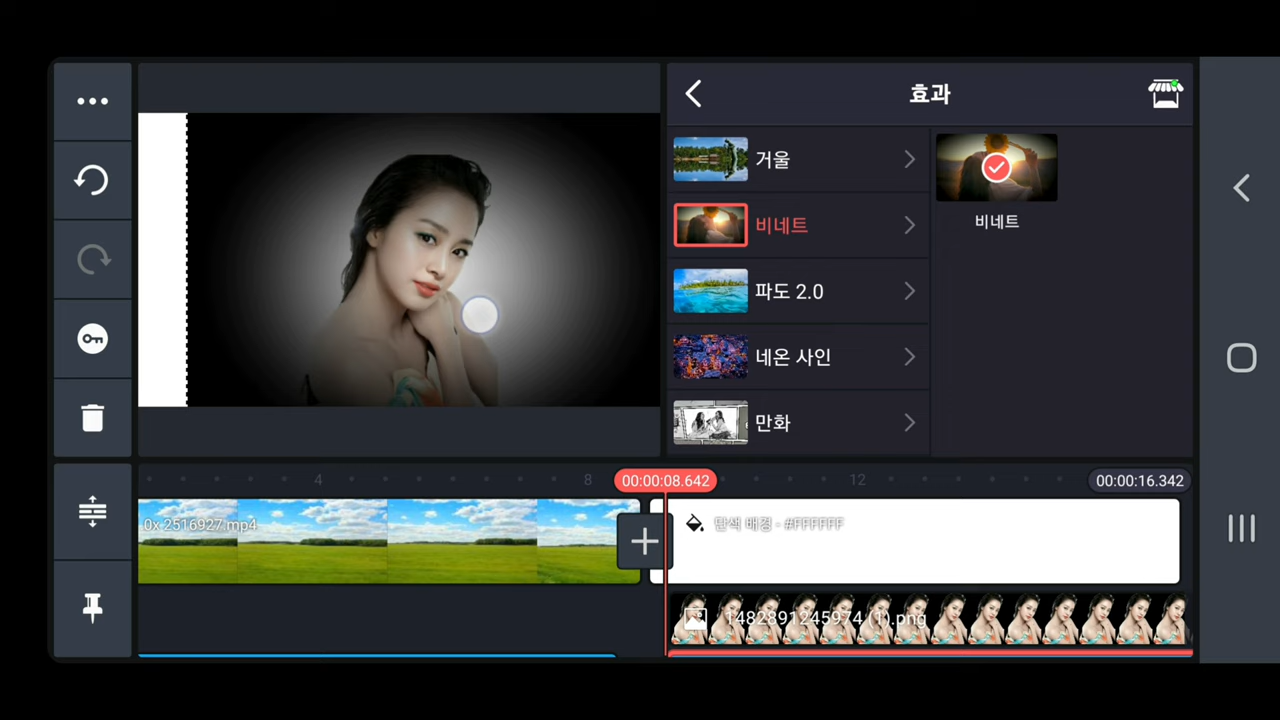 효과
거울
비네트
파도 2.0
네온 사인
만화
비네트
4
8
00:00:08.642
12
00:00:16.342
0x 2516927.mp4
단색 배경 - #FFFFFF
1482891245974 (1).png